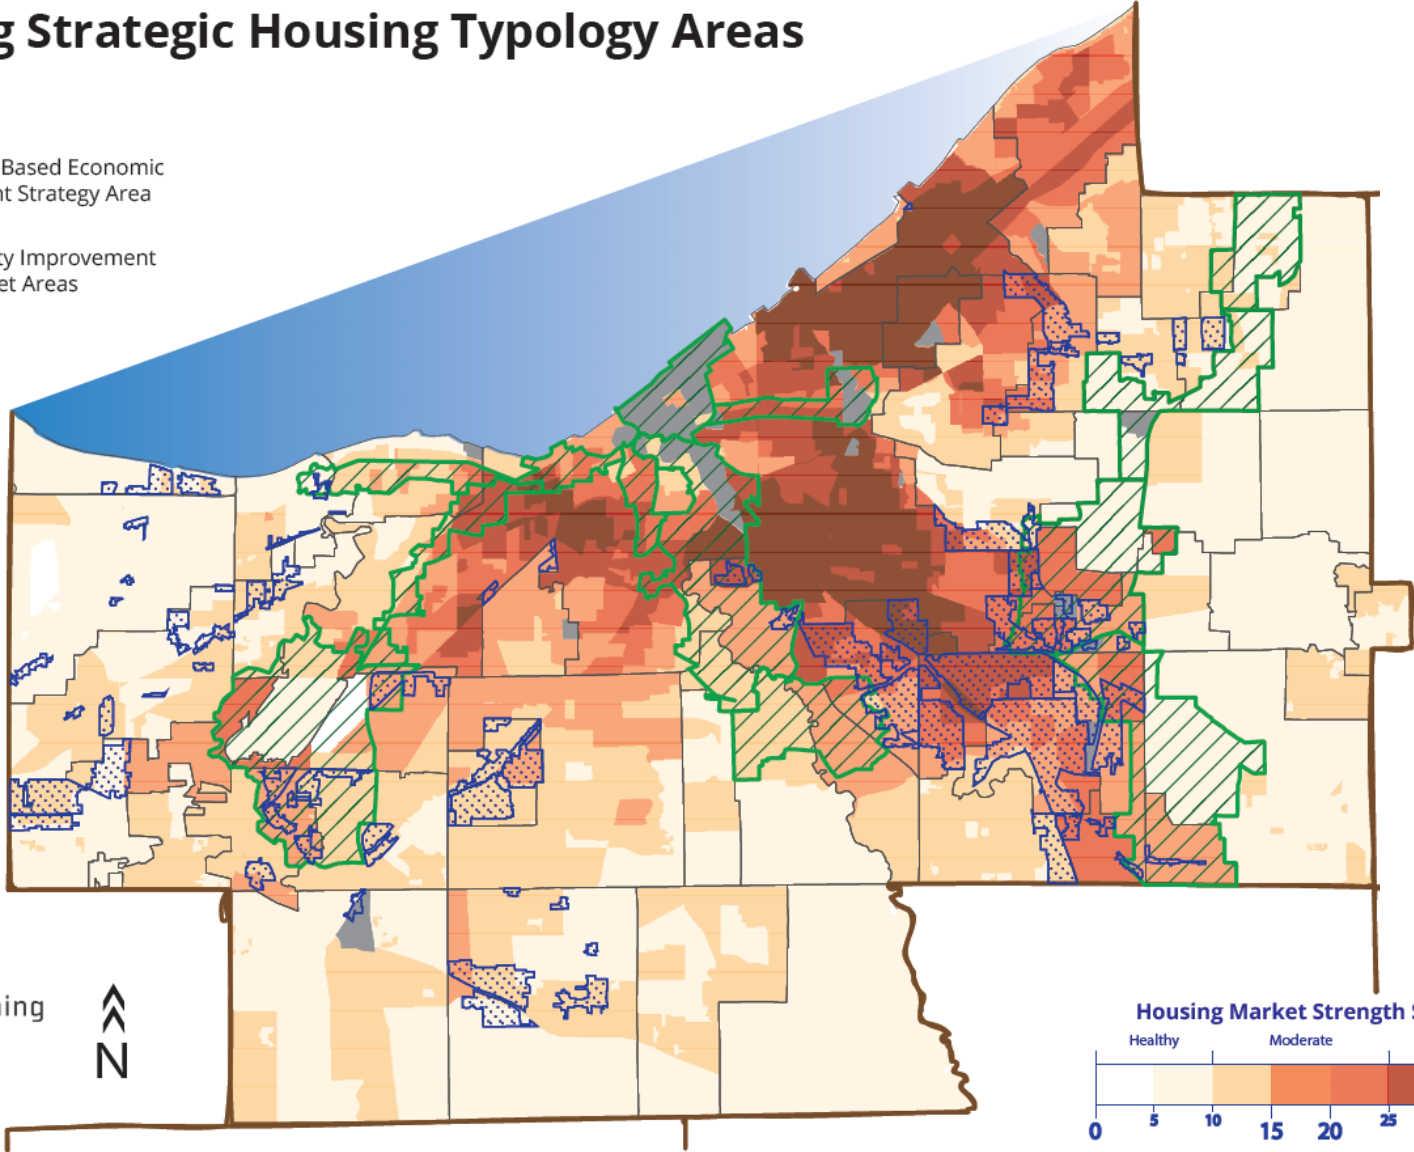 g Strategic Housing Typology Areas
Based Economic
nt Strategy Area
ty Improvement
et Areas
ning
N
Housing Market Strength S
Healthy Moderate
0 5 10 15 20 25